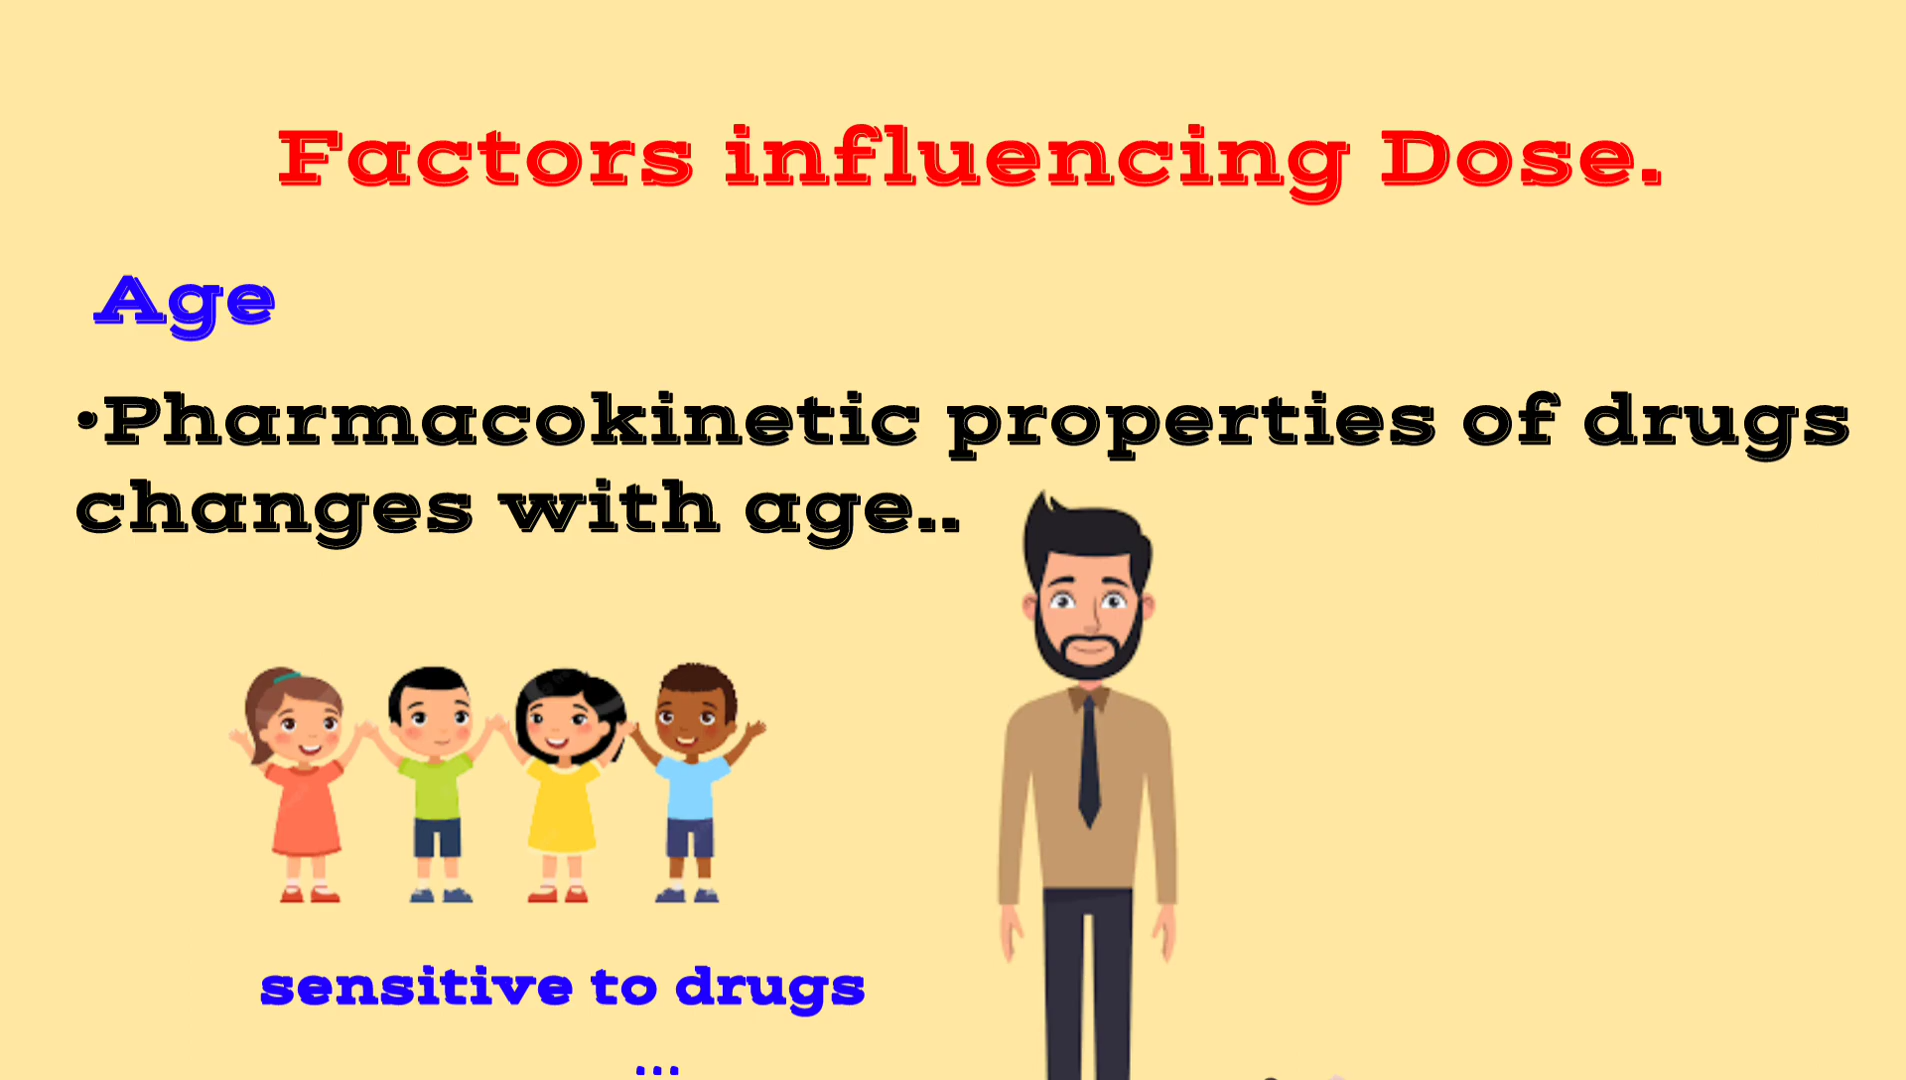 Factors influencing Dose.
Age
•Pharmacokinetic properties of drugs
changes with age..
sensitive to drugs
...